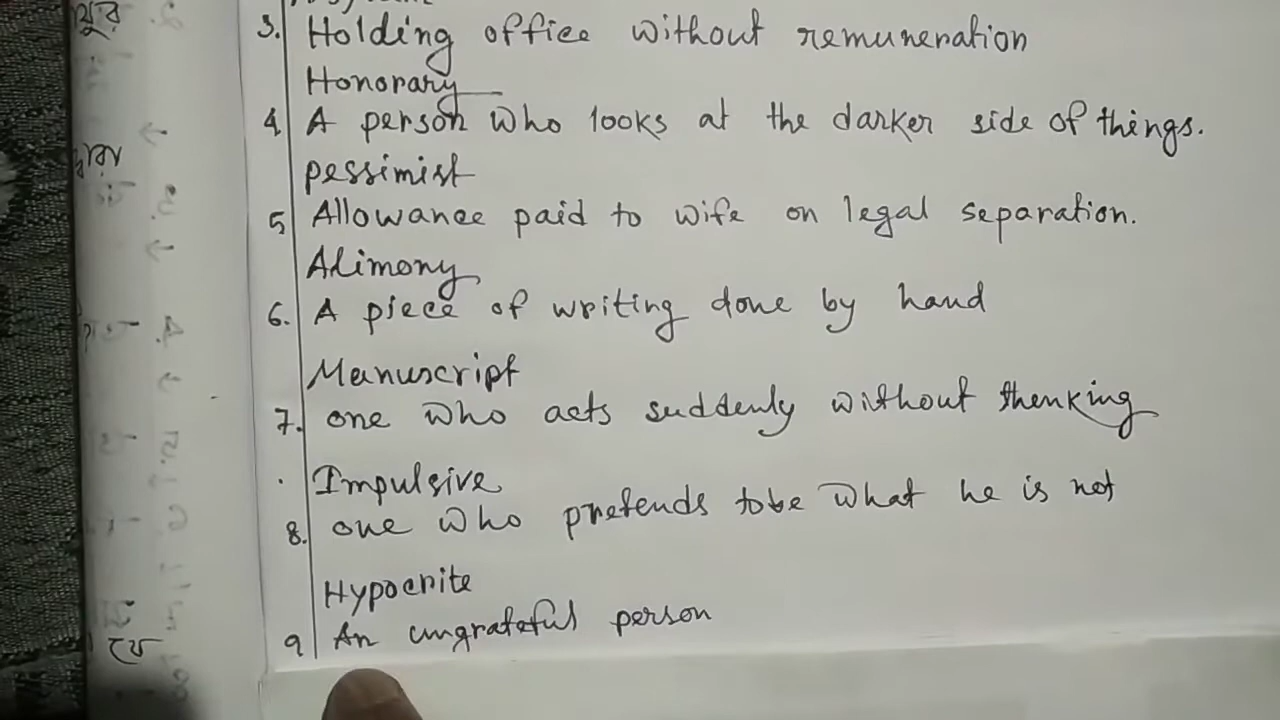 3. Holding office without remuneration
Honorary
4 A person who looks at the darker side of things.
pessimist
5 Allowance paid to wife on legal separation.
Alimony
6. A piece of writing done by hand
Manuscript
7. one who acts suddenly without thenking
Impulsive
8. one who pretends tobe what he is not
Hypocrite
9 An ungrateful person